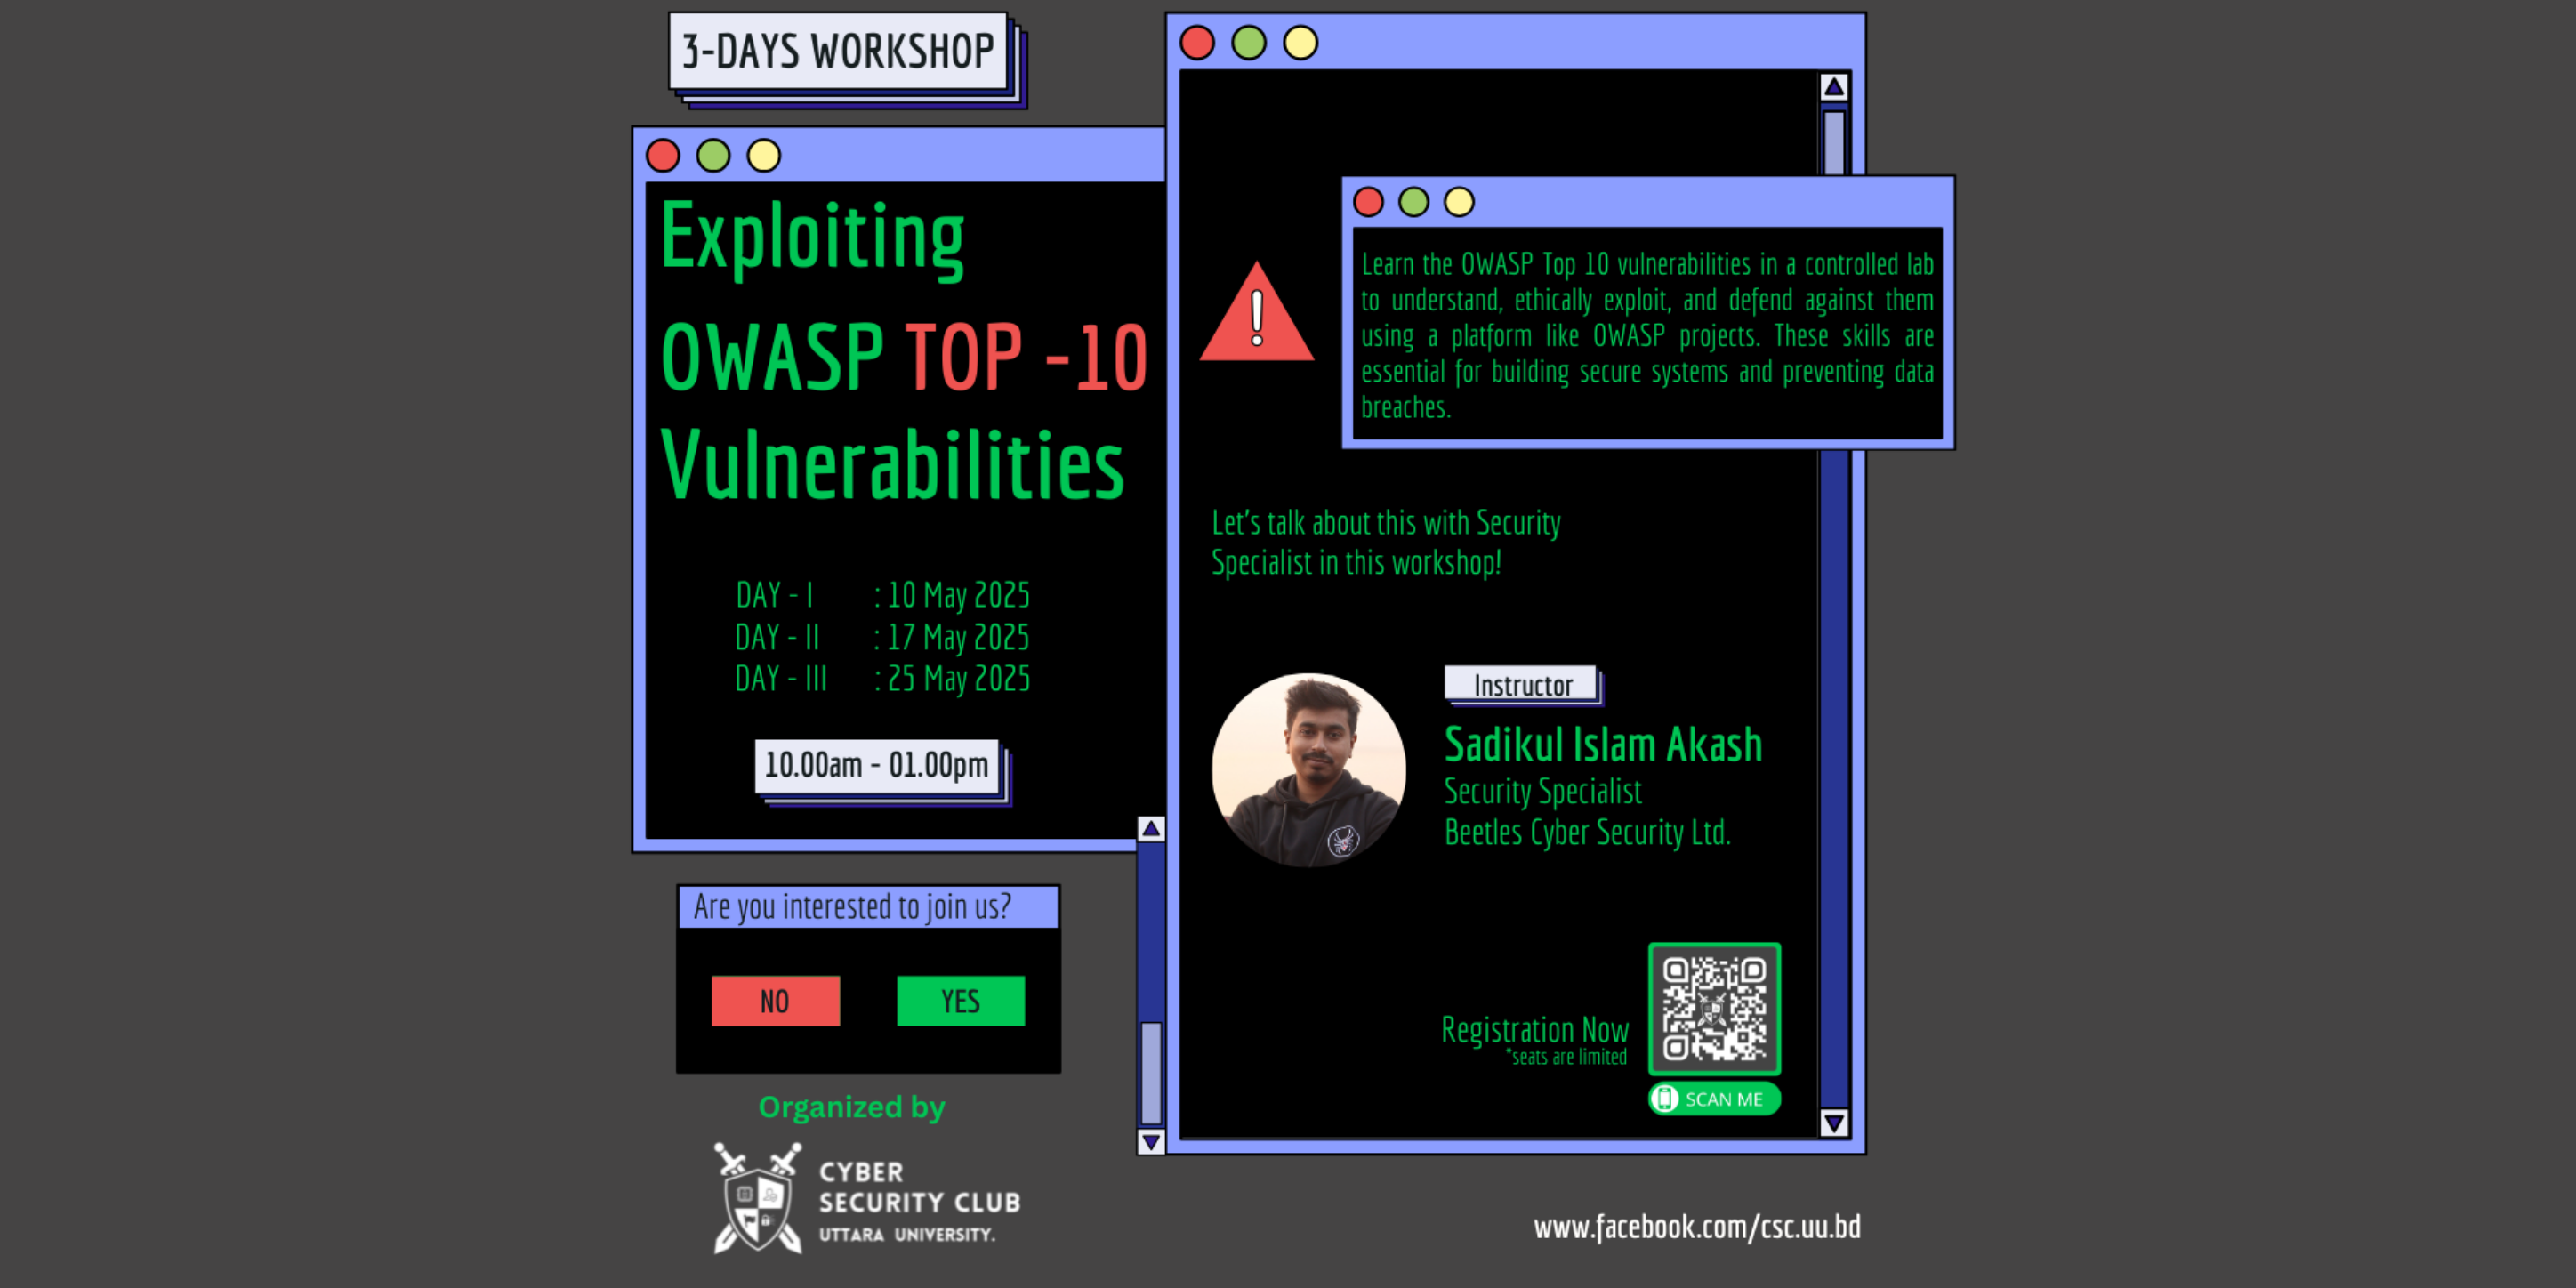 3-DAYS WORKSHOP
Exploiting
OWASP TOP -10
Vulnerabilities
DAY - I : 10 May 2025
DAY - II : 17 May 2025
DAY - III : 25 May 2025
10.00am - 01.00pm
Are you interested to join us?
NO YES
Organized by
CYBER
SECURITY CLUB
UTTARA UNIVERSITY.
Learn the OWASP Top 10 vulnerabilities in a controlled lab
to understand, ethically exploit, and defend against them
using a platform like OWASP projects. These skills are
essential for building secure systems and preventing data
breaches.
Let's talk about this with Security
Specialist in this workshop!
Instructor
Sadikul Islam Akash
Security Specialist
Beetles Cyber Security Ltd.
Registration Now
*seats are limited
SCAN ME
www.facebook.com/csc.uu.bd